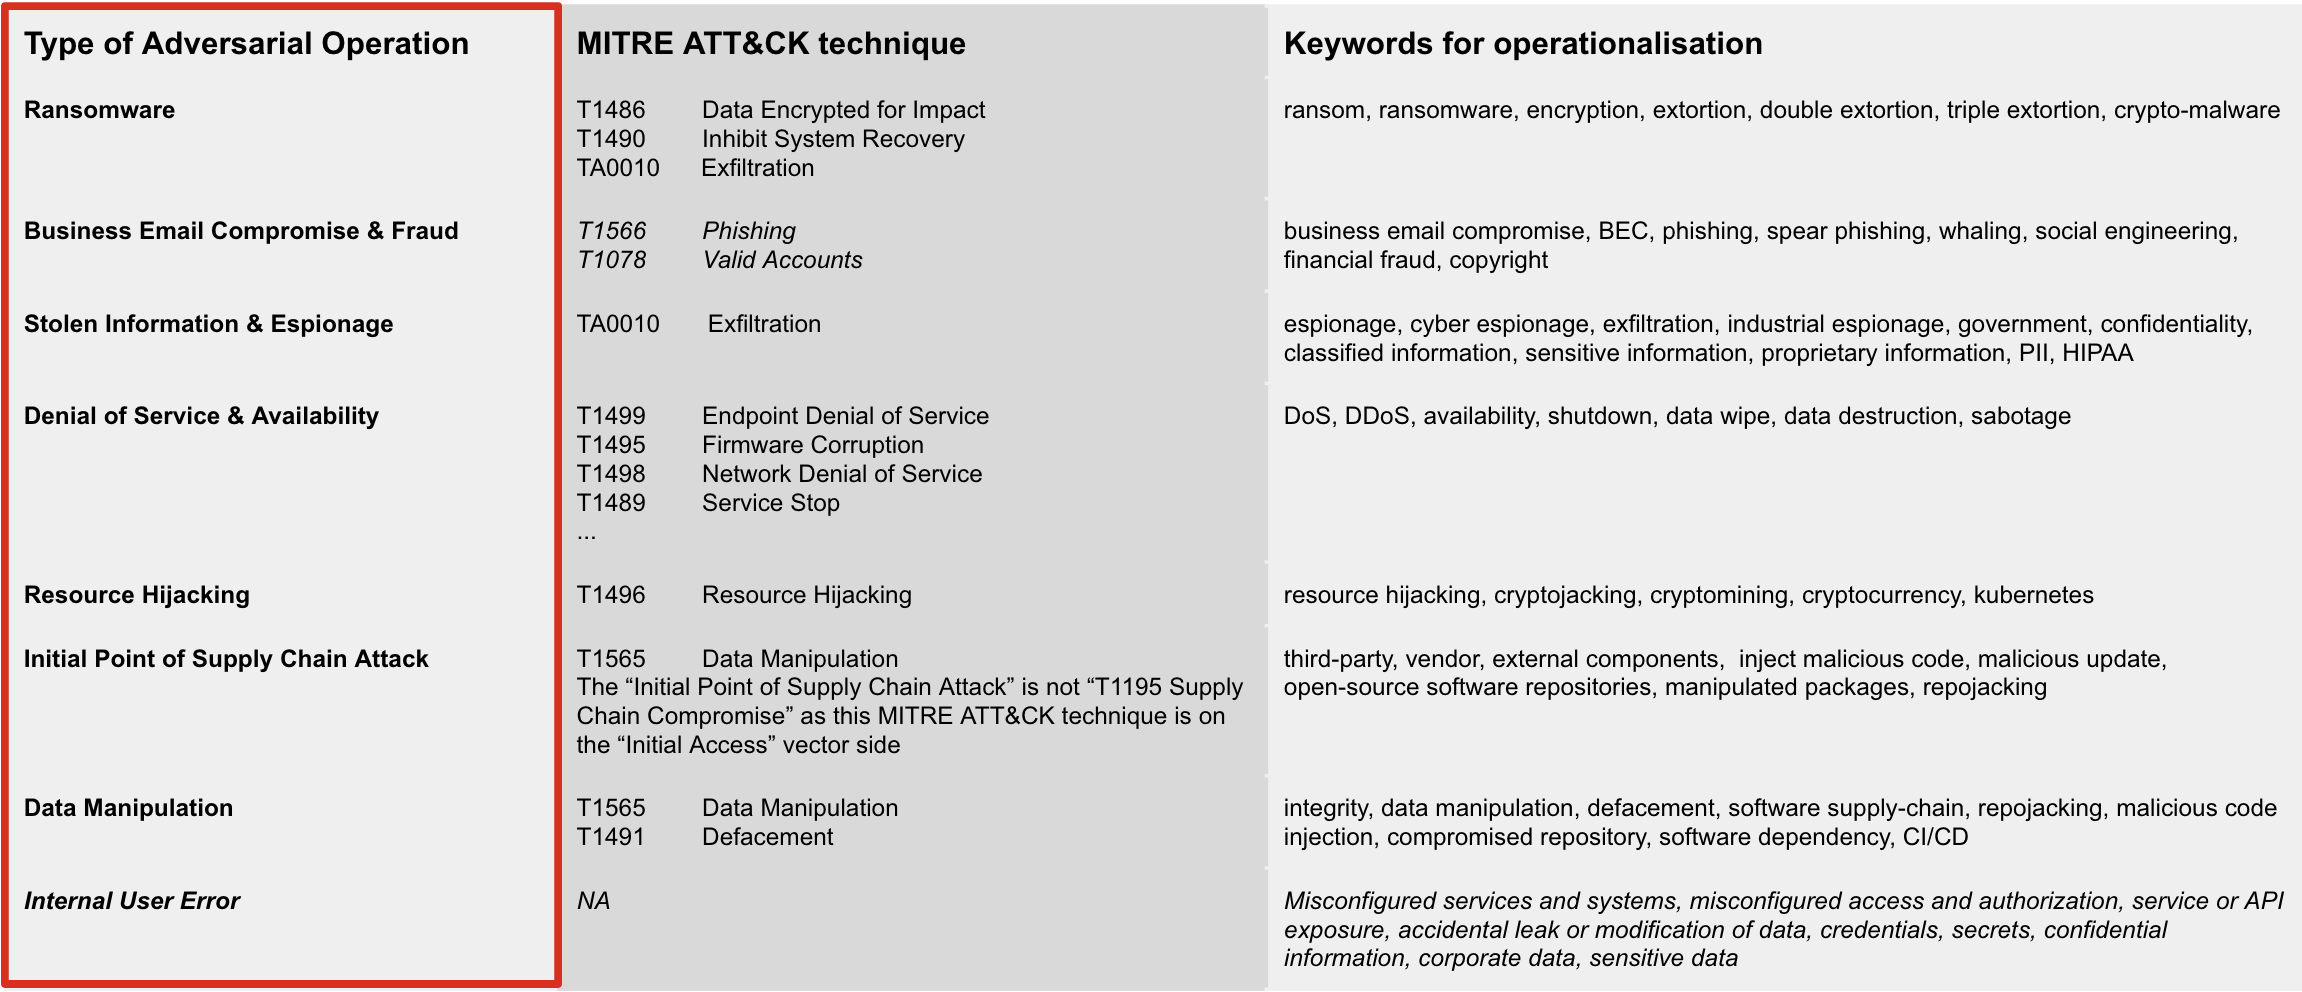 Type of Adversarial Operation
MITRE ATT&CK technique
Keywords for operationalisation
Ransomware
T1486 Data Encrypted for Impact
T1490 Inhibit System Recovery
TA0010 Exfiltration
ransom, ransomware, encryption, extortion, double extortion, triple extortion, crypto-malware
Business Email Compromise & Fraud
T1566 Phishing
T1078 Valid Accounts
business email compromise, BEC, phishing, spear phishing, whaling, social engineering,
financial fraud, copyright
Stolen Information & Espionage
TA0010 Exfiltration
espionage, cyber espionage, exfiltration, industrial espionage, government, confidentiality,
classified information, sensitive information, proprietary information, PII, HIPAA
Denial of Service & Availability
T1499 Endpoint Denial of Service
T1495 Firmware Corruption
T1498 Network Denial of Service
T1489 Service Stop
...
DoS, DDoS, availability, shutdown, data wipe, data destruction, sabotage
Resource Hijacking
T1496 Resource Hijacking
resource hijacking, cryptojacking, cryptomining, cryptocurrency, kubernetes
Initial Point of Supply Chain Attack
T1565 Data Manipulation
The “Initial Point of Supply Chain Attack” is not “T1195 Supply
Chain Compromise” as this MITRE ATT&CK technique is on
the “Initial Access” vector side
third-party, vendor, external components, inject malicious code, malicious update,
open-source software repositories, manipulated packages, repojacking
Data Manipulation
T1565 Data Manipulation
T1491 Defacement
integrity, data manipulation, defacement, software supply-chain, repojacking, malicious code
injection, compromised repository, software dependency, CI/CD
Internal User Error
NA
Misconfigured services and systems, misconfigured access and authorization, service or API
exposure, accidental leak or modification of data, credentials, secrets, confidential
information, corporate data, sensitive data